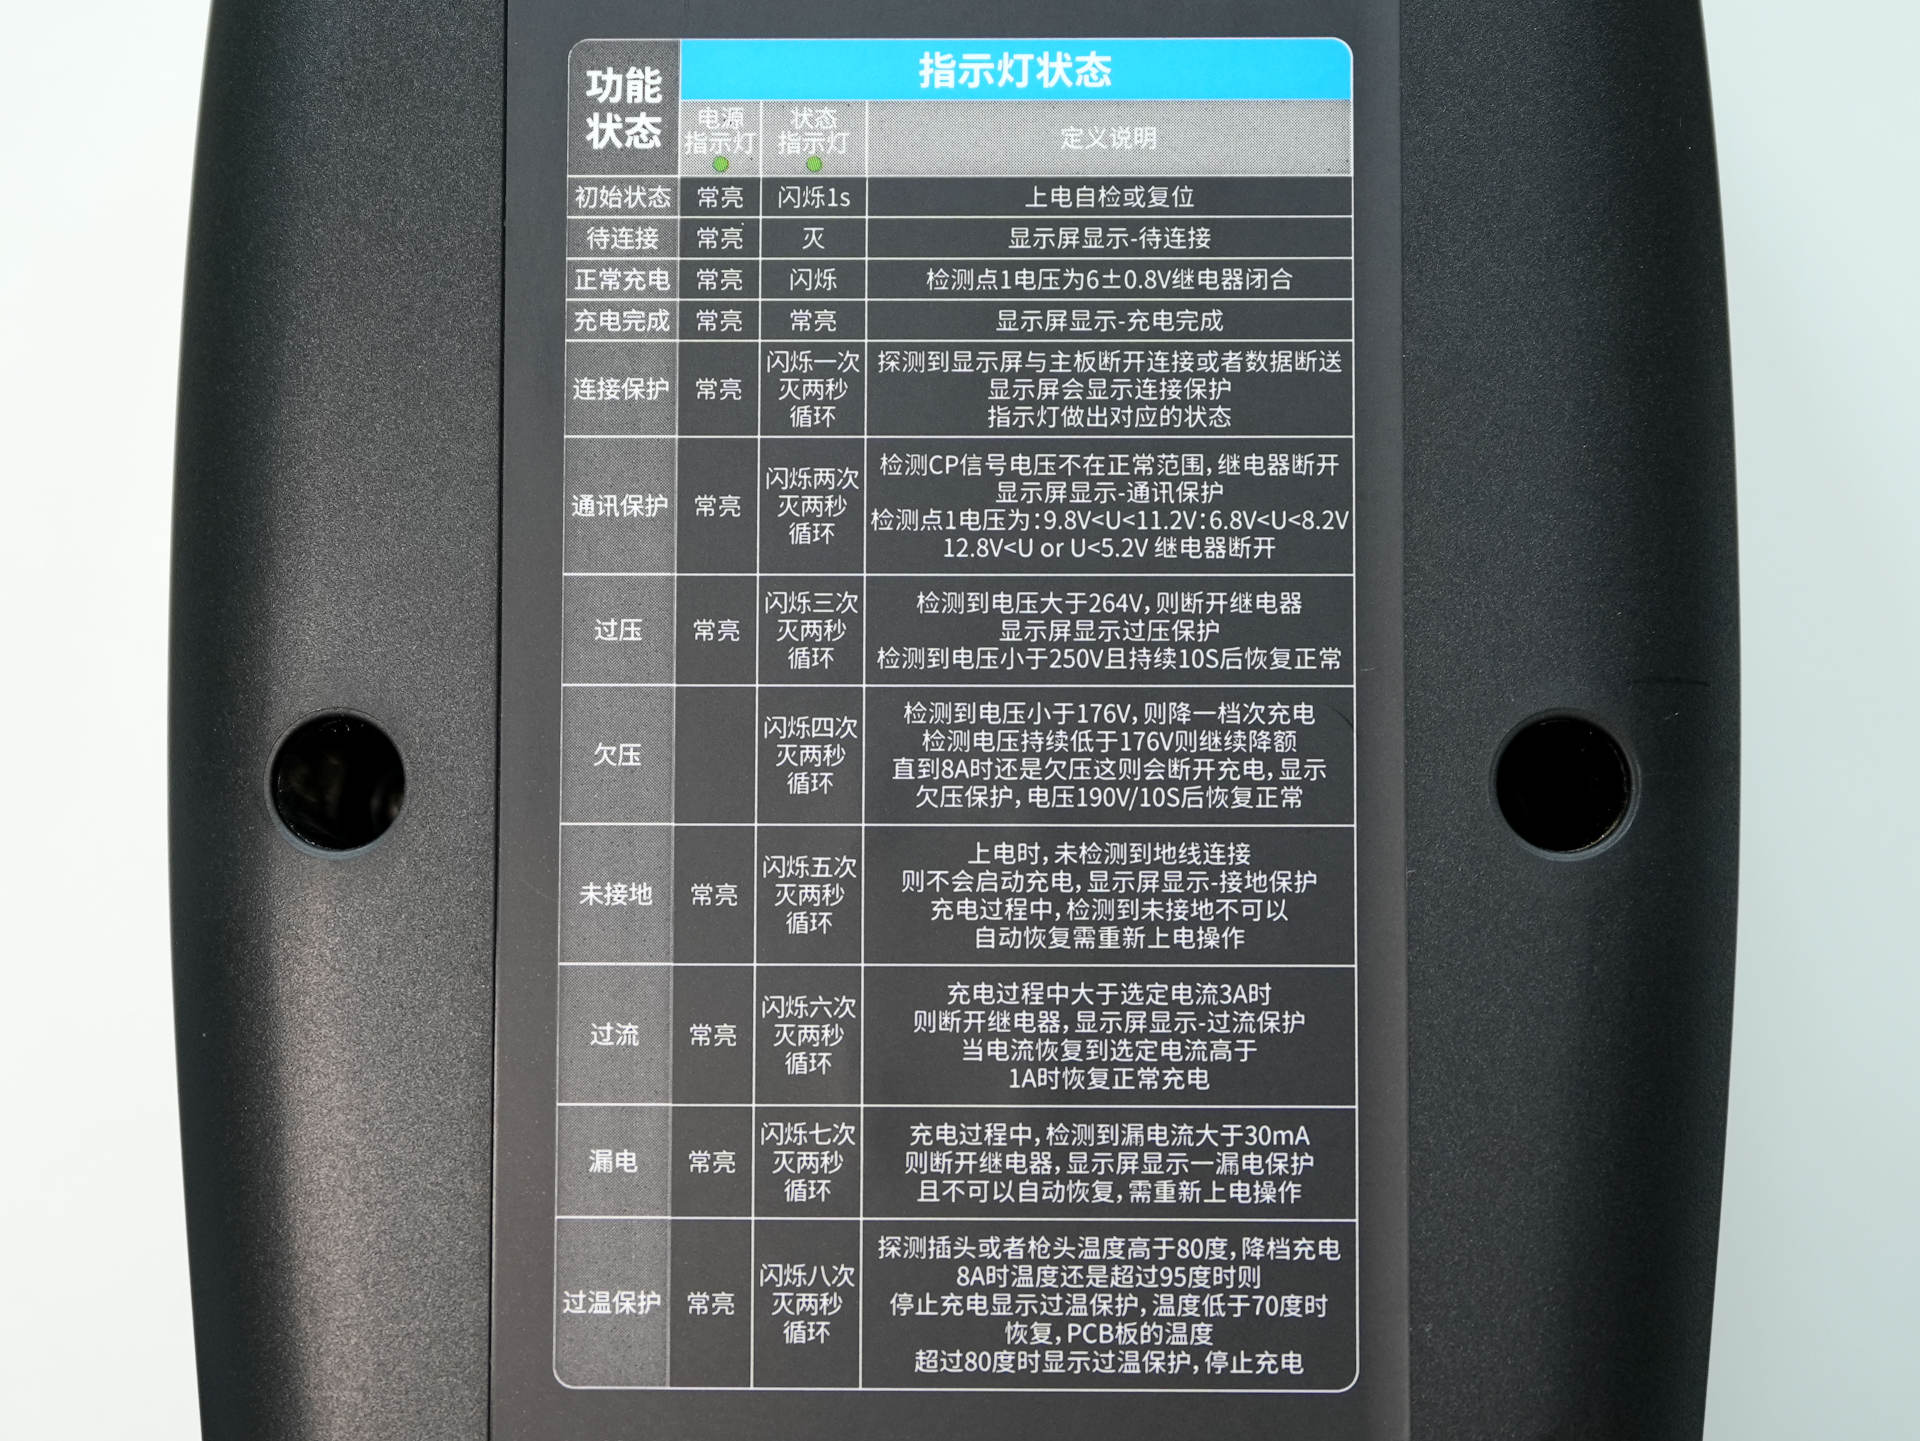 功能
状态
指示灯状态
电源
指示灯
状态
指示灯
定义说明
初始状态
常亮
闪烁1s
上电自检或复位
待连接
常亮
灭
显示屏显示-待连接
正常充电
常亮
闪烁
检测点1电压为6±0.8V继电器闭合
充电完成
常亮
常亮
显示屏显示-充电完成
连接保护
常亮
闪烁一次
灭两秒
循环
探测到显示屏与主板断开连接或者数据断送
显示屏会显示连接保护
指示灯做出对应的状态
通讯保护
常亮
闪烁两次
灭两秒
循环
检测CP信号电压不在正常范围,继电器断开
显示屏显示-通讯保护
检测点1电压为:9.8V<U<11.2V:6.8V<U<8.2V
12.8V<U or U<5.2V 继电器断开
过压
常亮
闪烁三次
灭两秒
循环
检测到电压大于264V,则断开继电器
显示屏显示过压保护
检测到电压小于250V且持续10S后恢复正常
欠压
闪烁四次
灭两秒
循环
检测到电压小于176V,则降一档次充电
检测电压持续低于176V则继续降额
直到8A时还是欠压这则会断开充电,显示
欠压保护,电压190V/10S后恢复正常
未接地
常亮
闪烁五次
灭两秒
循环
上电时,未检测到地线连接
则不会启动充电,显示屏显示-接地保护
充电过程中,检测到未接地不可以
自动恢复需重新上电操作
过流
常亮
闪烁六次
灭两秒
循环
充电过程中大于选定电流3A时
则断开继电器,显示屏显示-过流保护
当电流恢复到选定电流高于
1A时恢复正常充电
漏电
常亮
闪烁七次
灭两秒
循环
充电过程中,检测到漏电流大于30mA
则断开继电器,显示屏显示一漏电保护
且不可以自动恢复,需重新上电操作
过温保护
常亮
闪烁八次
灭两秒
循环
探测插头或者枪头温度高于80度,降档充电
8A时温度还是超过95度时则
停止充电显示过温保护,温度低于70度时
恢复,PCB板的温度
超过80度时显示过温保护,停止充电